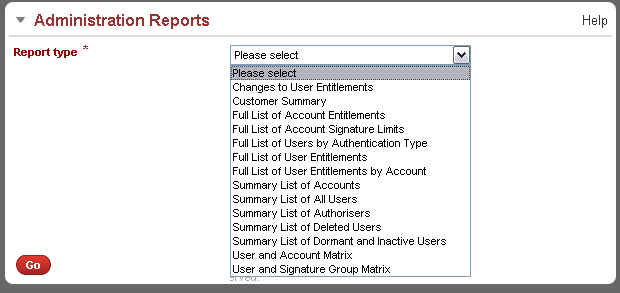 Administration Reports
Help
Report type *
Please select
Please select
Changes to User Entitlements
Customer Summary
Full List of Account Entitlements
Full List of Account Signature Limits
Full List of Users by Authentication Type
Full List of User Entitlements
Full List of User Entitlements by Account
Summary List of Accounts
Summary List of All Users
Summary List of Authorisers
Summary List of Deleted Users
Summary List of Dormant and Inactive Users
User and Account Matrix
User and Signature Group Matrix
Go